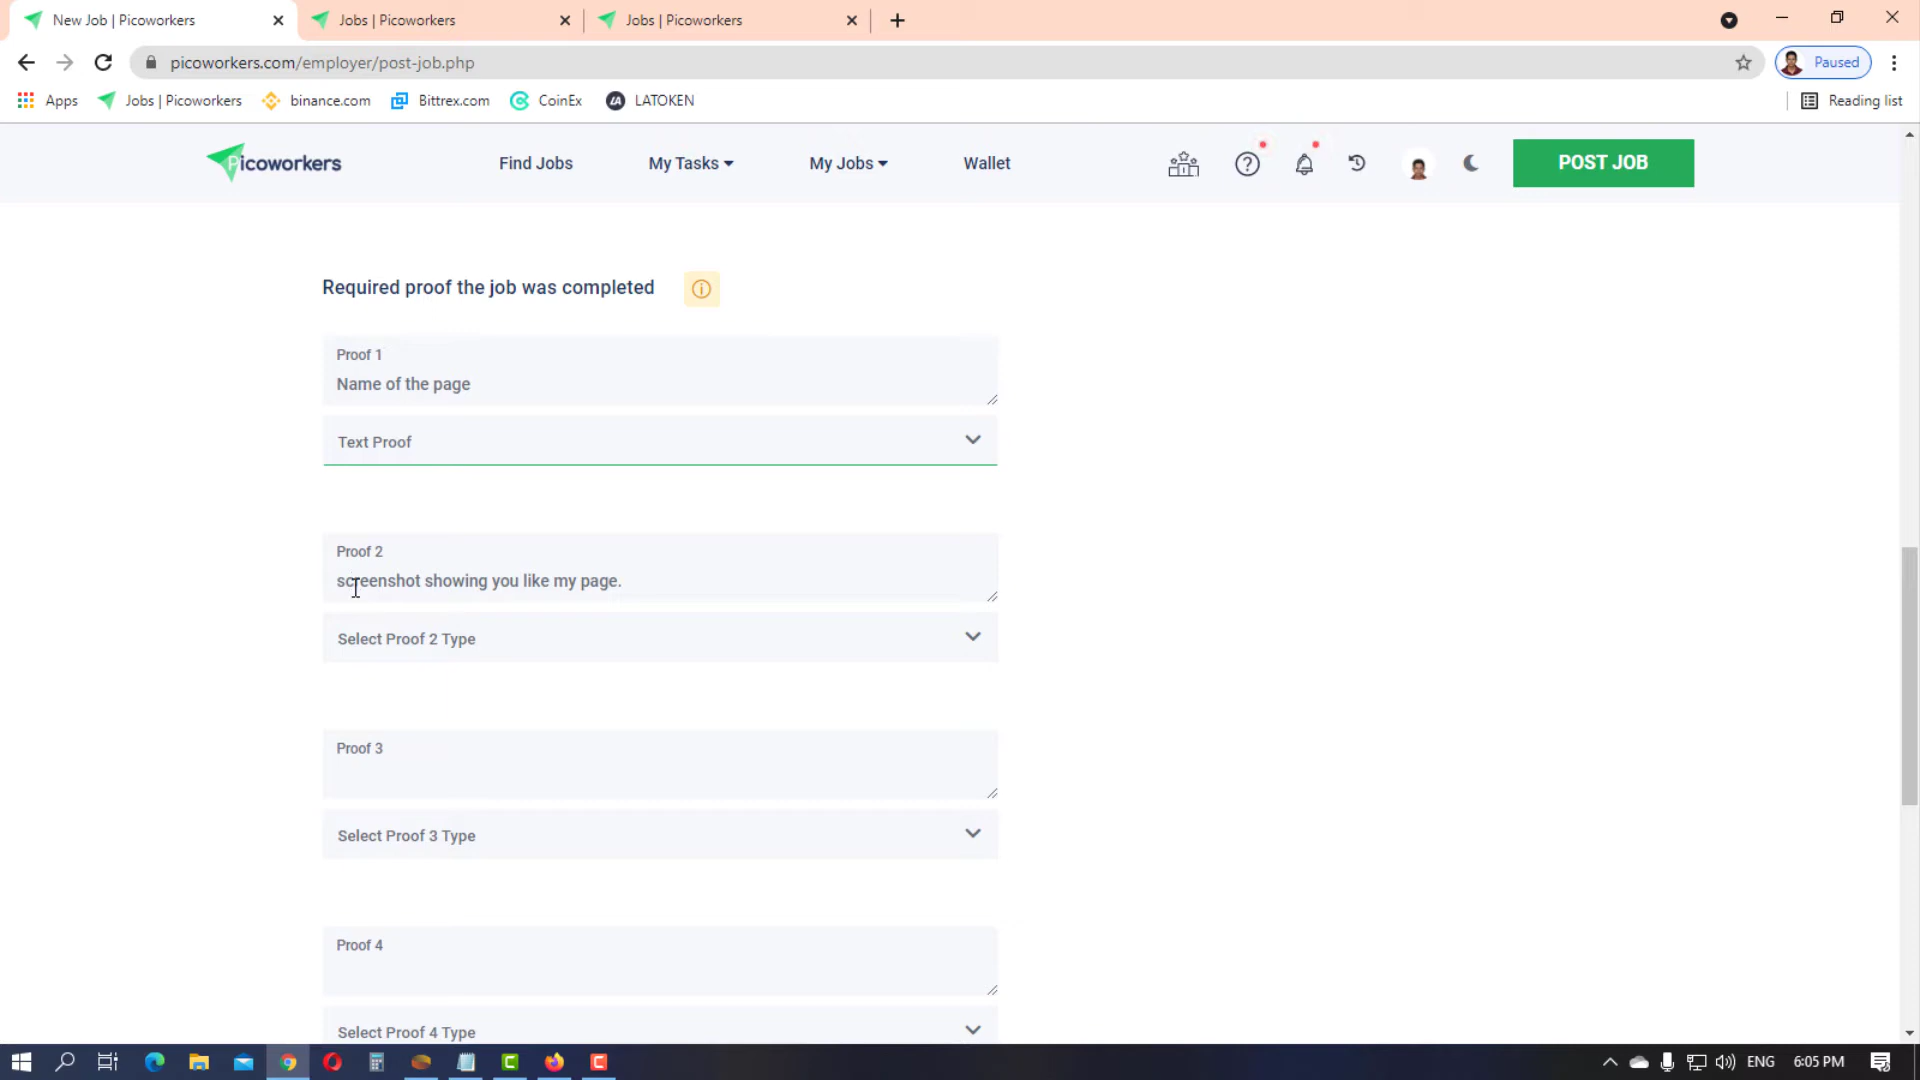 New Job | Picoworkers
Jobs | Picoworkers
Jobs | Picoworkers
picoworkers.com/employer/post-job.php
Paused
Apps
Jobs | Picoworkers
binance.com
Bittrex.com
CoinEx
LATOKEN
Reading list
Picoworkers
Find Jobs
My Tasks
My Jobs
Wallet
POST JOB
Required proof the job was completed
Proof 1
Name of the page
Text Proof
Proof 2
screenshot showing you like my page.
Select Proof 2 Type
Proof 3
Select Proof 3 Type
Proof 4
Select Proof 4 Type
ENG
6:05 PM